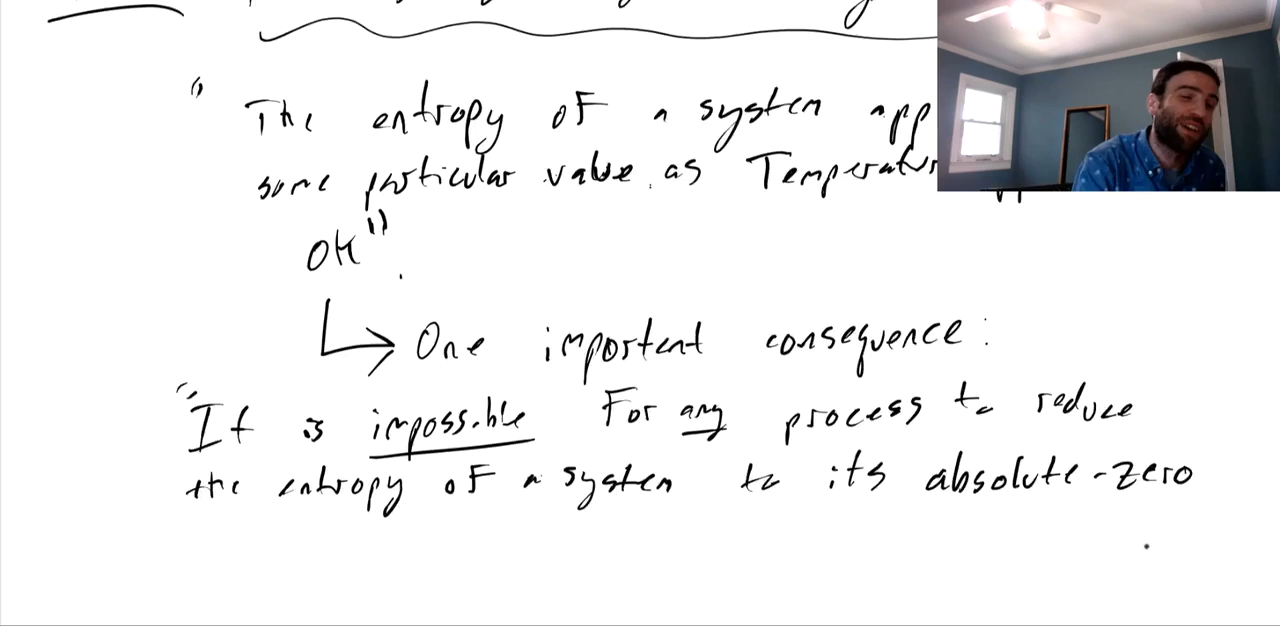 "The entropy of a system app
some particular value as Temperatur
0K".
One important consequence:
"It is impossible for any process to reduce
the entropy of a system to its absolute-zero